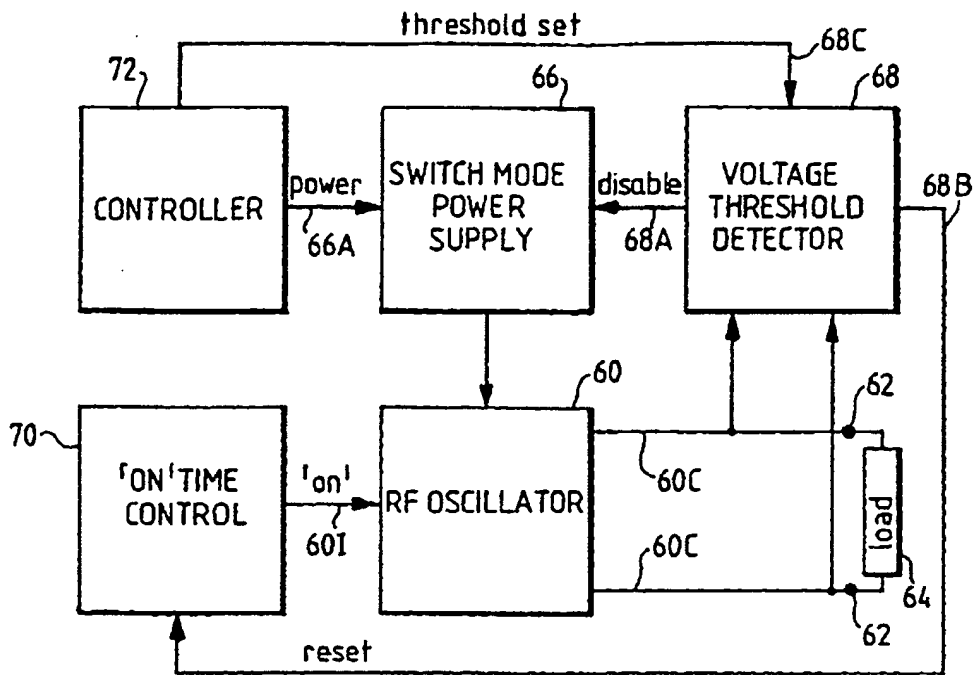 threshold set
68C
72
66
68
CONTROLLER
power
66A
SWITCH MODE
POWER
SUPPLY
disable
68A
VOLTAGE
THRESHOLD
DETECTOR
68B
70
'ON' TIME
CONTROL
'on'
60I
60
RF OSCILLATOR
60C
60C
62
load
64
62
reset